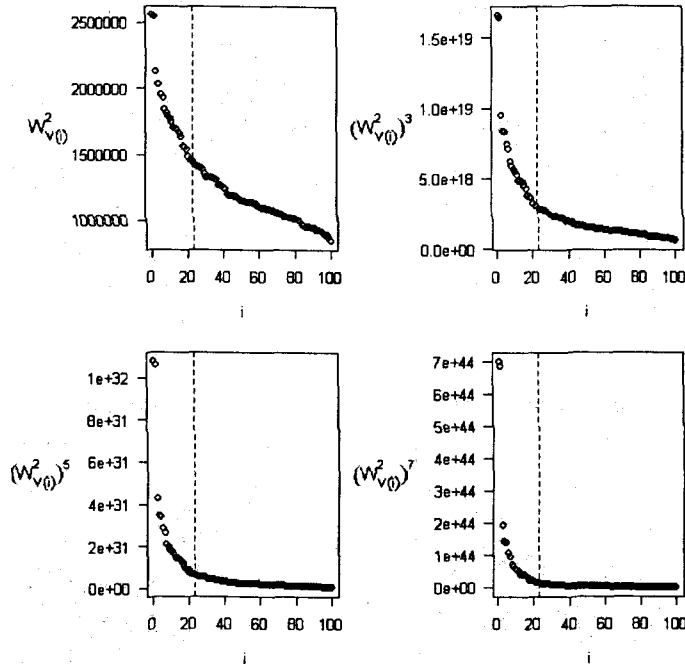 2500000
2000000
1500000
1000000
W²ᵥ₍ᵢ₎
0 20 40 60 80 100
i
1.5e+19
1.0e+19
5.0e+18
0.0e+00
(W²ᵥ₍ᵢ₎)³
0 20 40 60 80 100
i
1e+32
8e+31
6e+31
4e+31
2e+31
0e+00
(W²ᵥ₍ᵢ₎)⁵
0 20 40 60 80 100
i
7e+44
6e+44
5e+44
4e+44
3e+44
2e+44
1e+44
0e+00
(W²ᵥ₍ᵢ₎)⁷
0 20 40 60 80 100
i